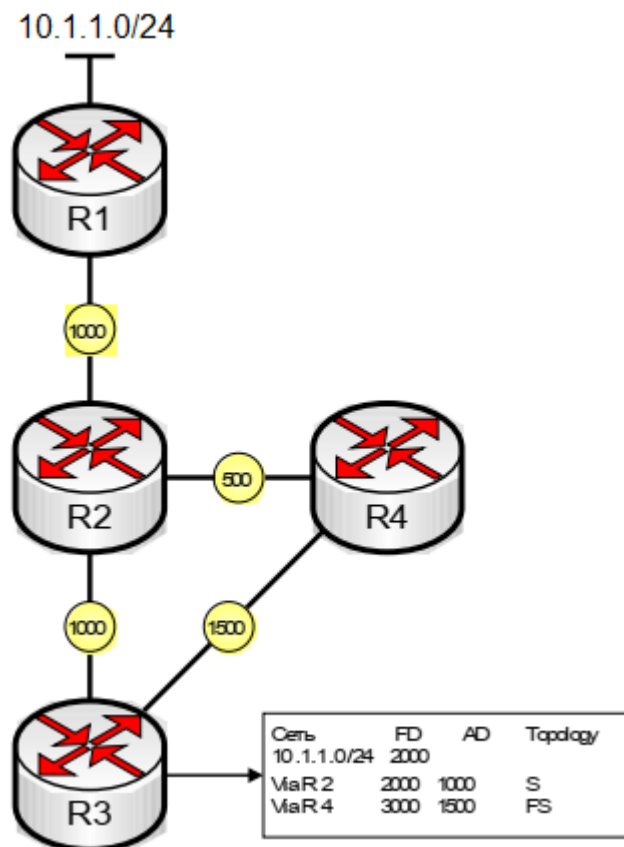 10.1.1.0/24
R1
1000
R2
500
R4
1000
1500
R3
Сеть FD AD Topology
10.1.1.0/24 2000
Via R 2 2000 1000 S
Via R 4 3000 1500 FS